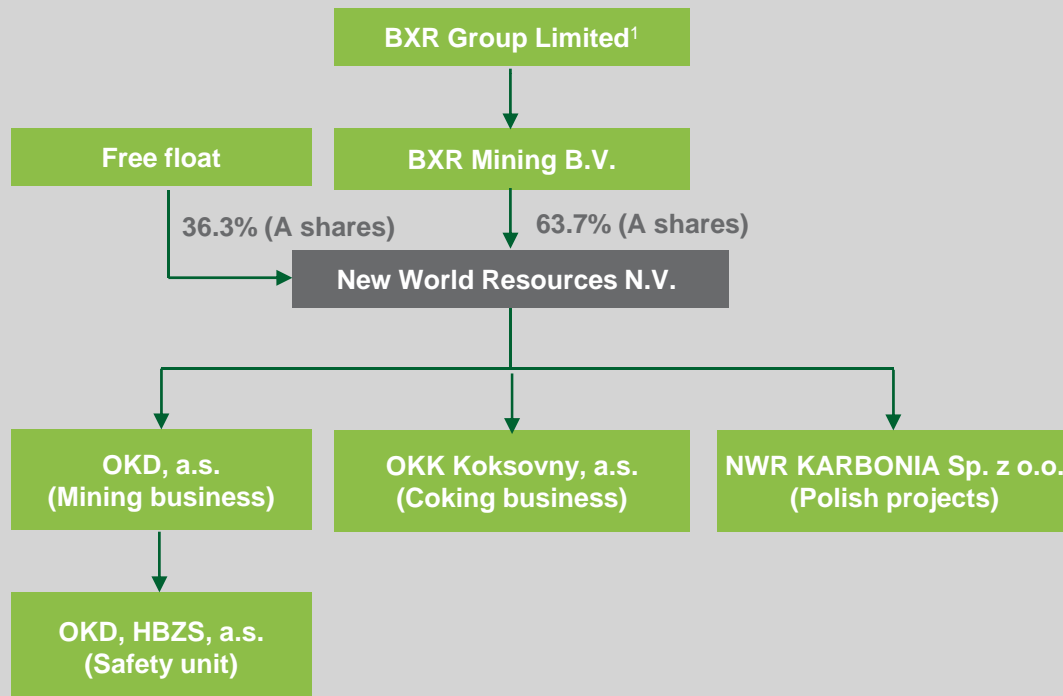 BXR Group Limited¹
Free float
BXR Mining B.V.
36.3% (A shares)
63.7% (A shares)
New World Resources N.V.
OKD, a.s.
(Mining business)
OKK Koksovny, a.s.
(Coking business)
NWR KARBONIA Sp. z o.o.
(Polish projects)
OKD, HBZS, a.s.
(Safety unit)